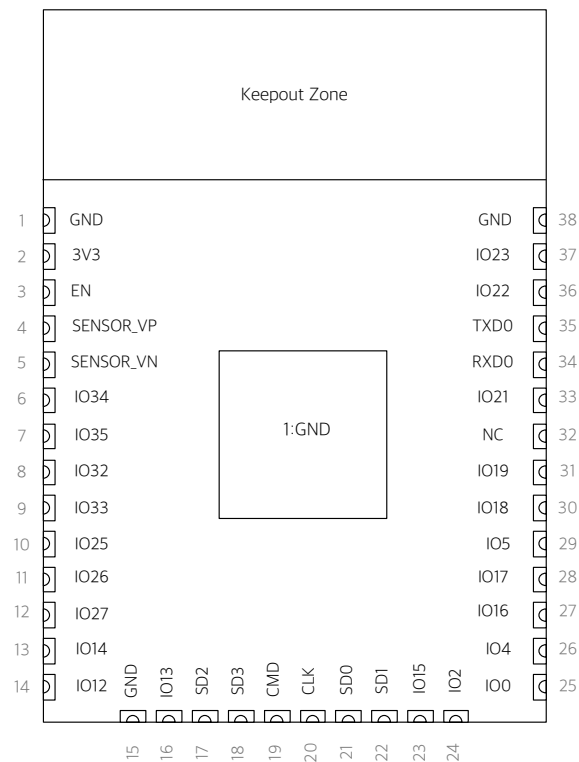 Keepout Zone
1 GND GND 38
2 3V3 IO23 37
3 EN IO22 36
4 SENSOR_VP TXD0 35
5 SENSOR_VN RXD0 34
6 IO34 IO21 33
7 IO35 1:GND NC 32
8 IO32 IO19 31
9 IO33 IO18 30
10 IO25 IO5 29
11 IO26 IO17 28
12 IO27 IO16 27
13 IO14 IO4 26
14 IO12 IO0 25
GND IO13 SD2 SD3 CMD CLK SD0 SD1 IO15 IO2
15 16 17 18 19 20 21 22 23 24